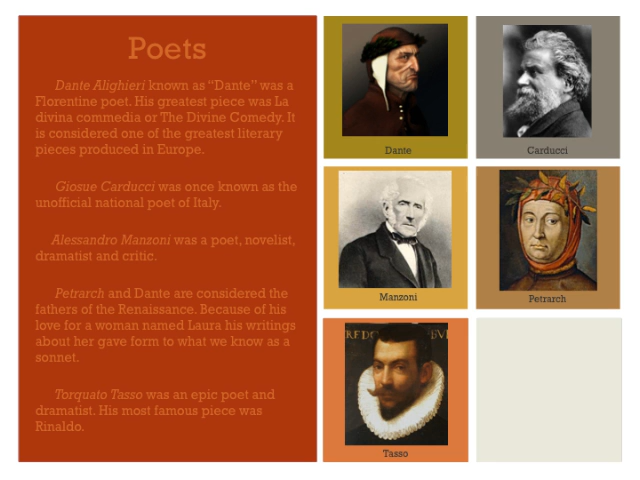 Poets
Dante Alighieri known as "Dante" was a
Florentine poet. His greatest piece was La
divina commedia or The Divine Comedy. It
is considered one of the greatest literary
pieces produced in Europe.
Giosue Carducci was once known as the
unofficial national poet of Italy.
Alessandro Manzoni was a poet, novelist,
dramatist and critic.
Petrarch and Dante are considered the
fathers of the Renaissance. Because of his
love for a woman named Laura his writings
about her gave form to what we know as a
sonnet.
Torquato Tasso was an epic poet and
dramatist. His most famous piece was
Rinaldo.
Dante
Carducci
Manzoni
Petrarch
Tasso